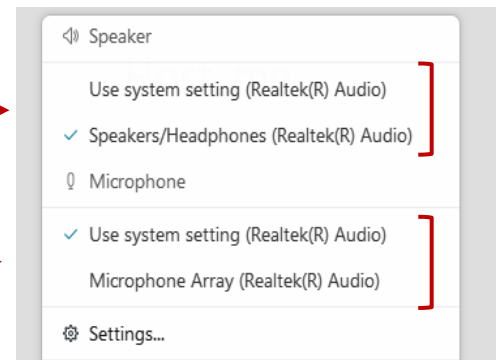 Speaker
Use system setting (Realtek(R) Audio)
Speakers/Headphones (Realtek(R) Audio)
Microphone
Use system setting (Realtek(R) Audio)
Microphone Array (Realtek(R) Audio)
Settings...